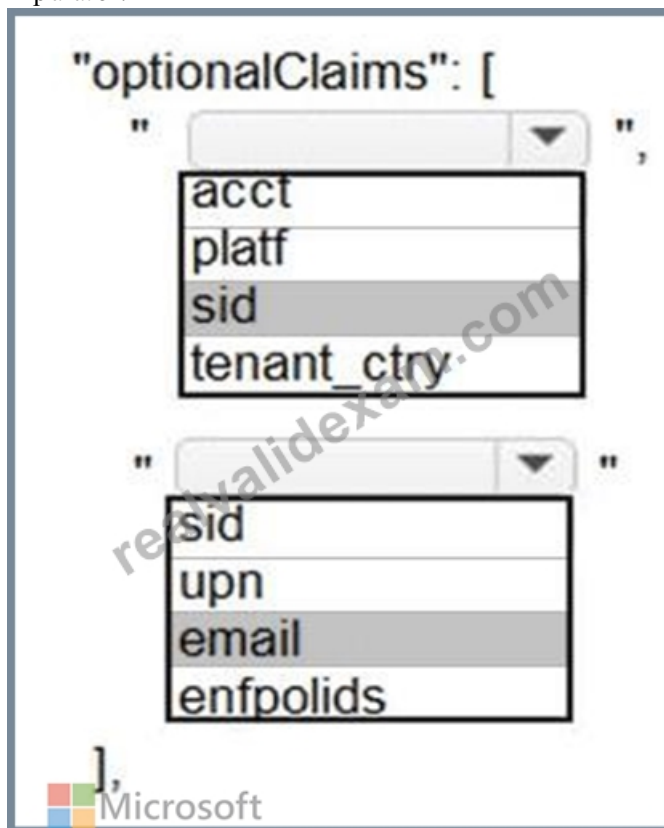 "optionalClaims": [
" ",
acct
platf
sid
tenant_ctry
" "
sid
upn
email
enfpolids
],
realvalidexam.com
Microsoft